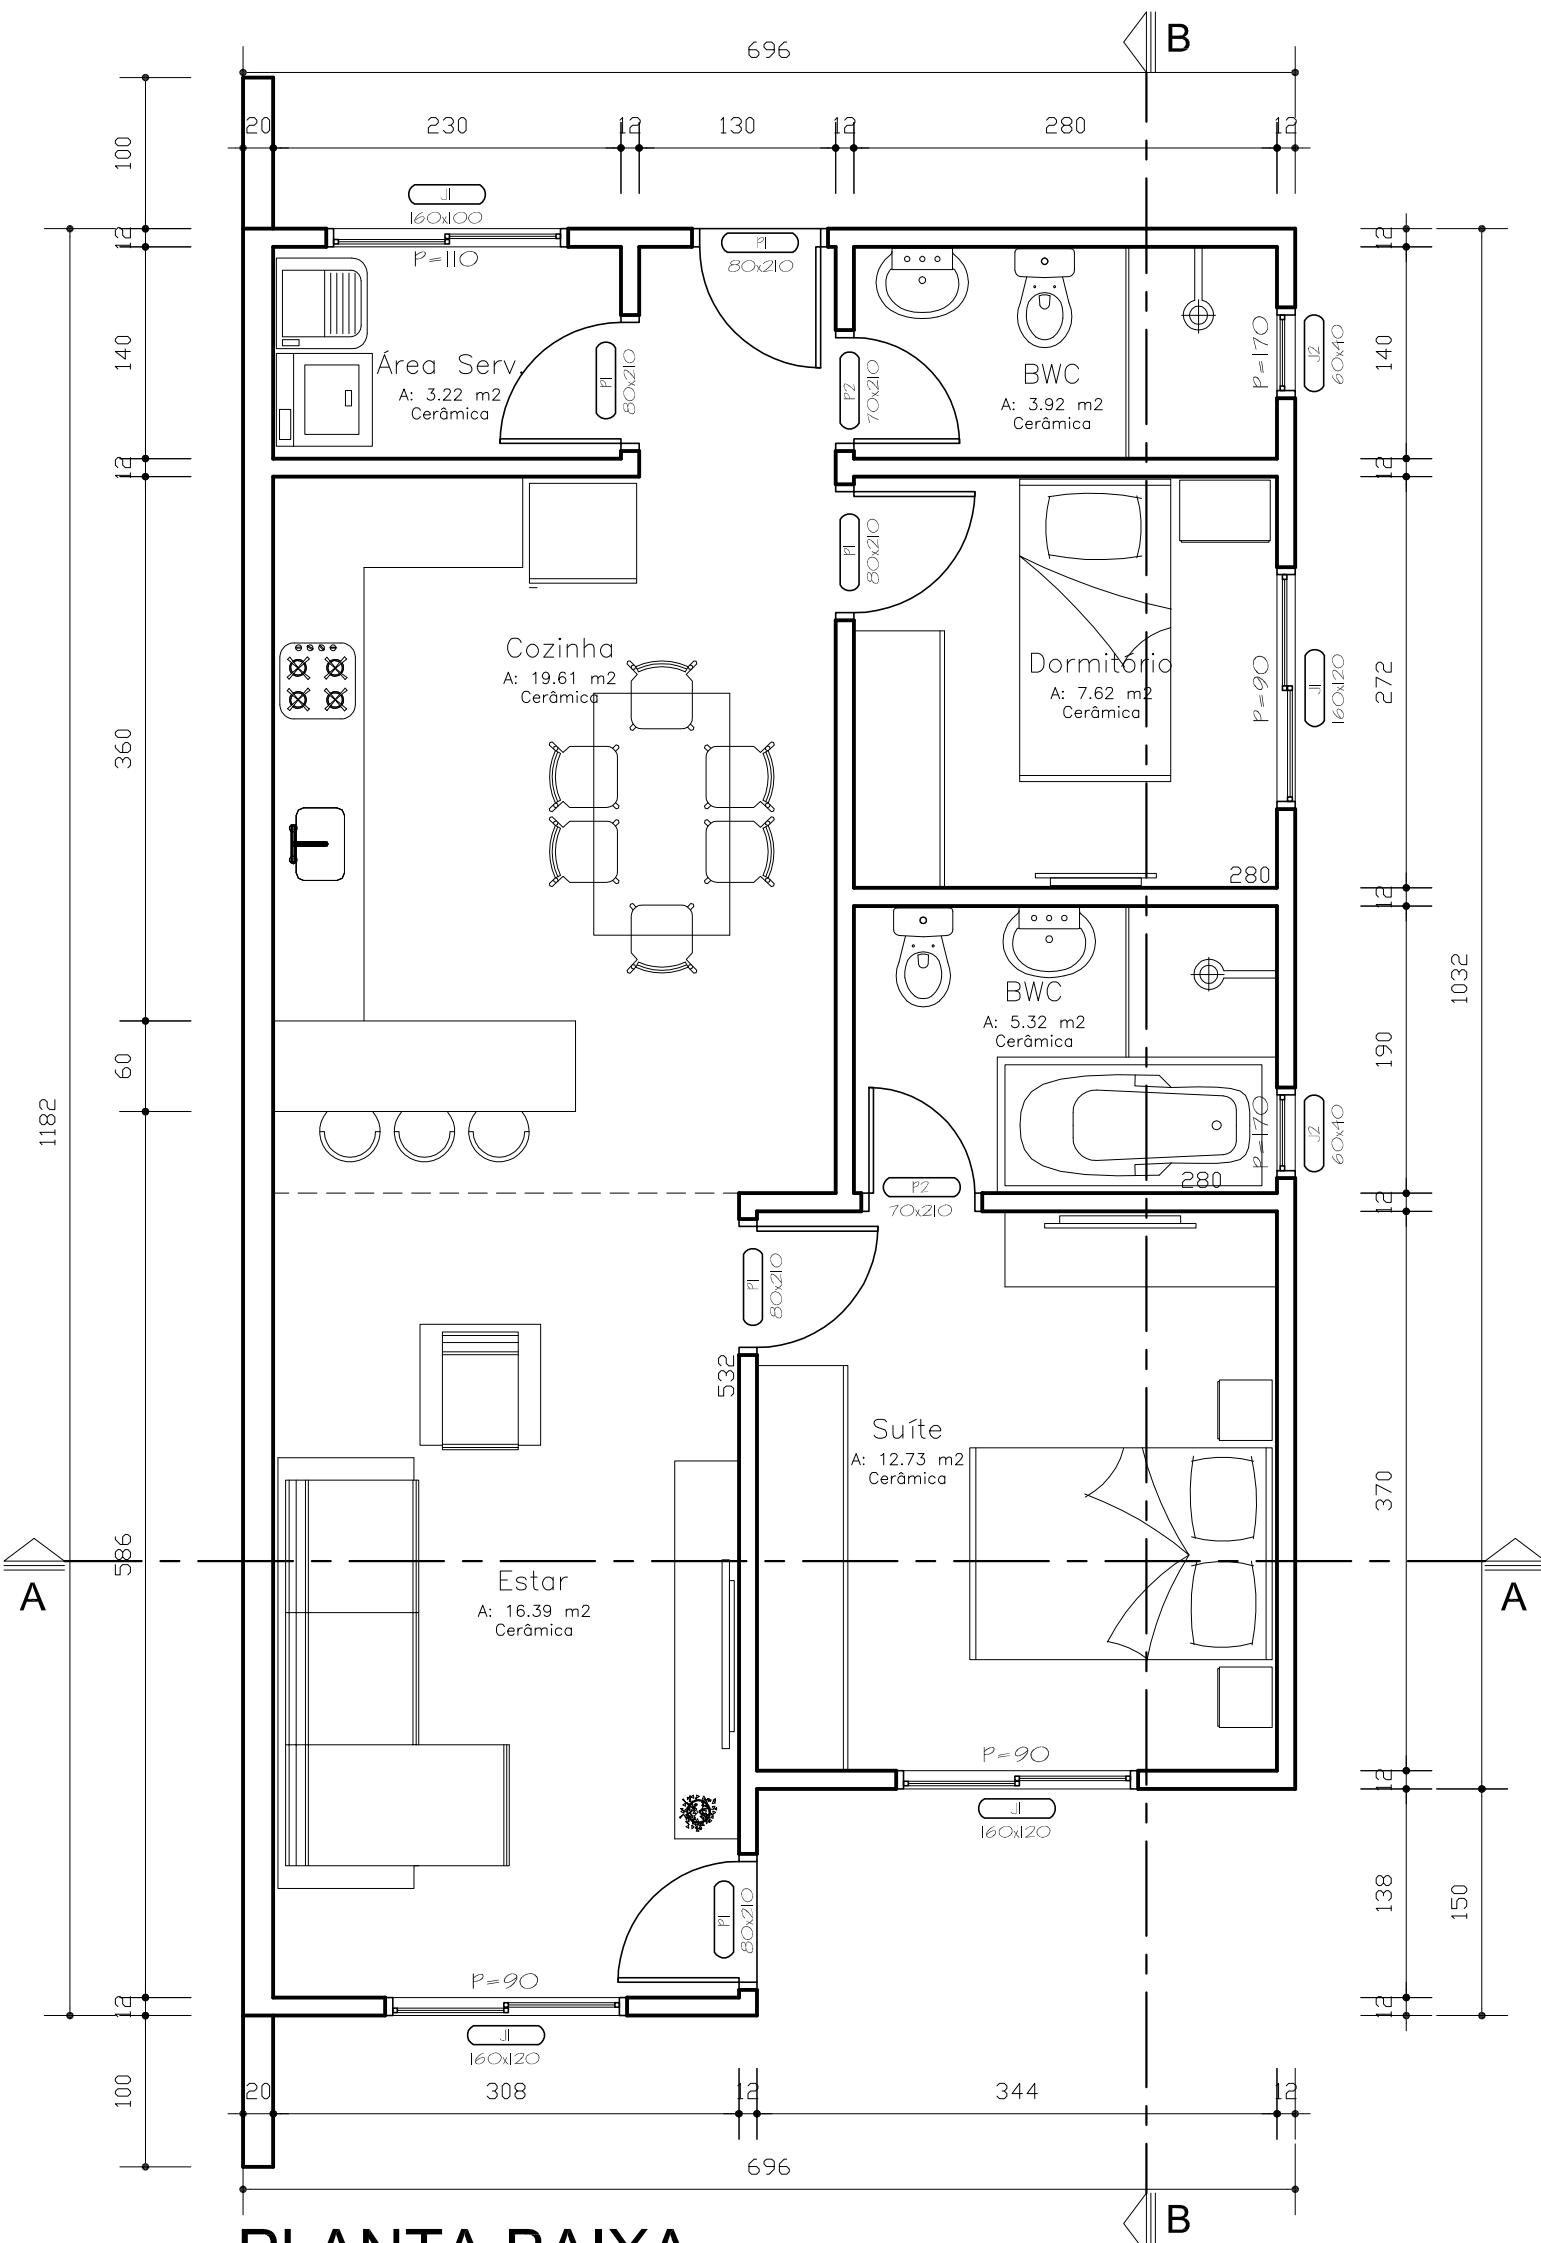 B
696
20
230
12
130
12
280
12
100
J1
160x100
P1
80x210
12
12
P=110
140
Área Serv.
A: 3.22 m2
Cerâmica
P1
80x210
P2
70x210
BWC
A: 3.92 m2
Cerâmica
P=170
J2
60x40
140
12
12
P1
80x210
Cozinha
A: 19.61 m2
Cerâmica
Dormitório
A: 7.62 m2
Cerâmica
P=90
J1
160x120
272
360
280
12
BWC
A: 5.32 m2
Cerâmica
1032
190
60
1182
P=170
J2
60x40
280
P2
70x210
12
P1
80x210
532
Suíte
A: 12.73 m2
Cerâmica
370
586
A
A
Estar
A: 16.39 m2
Cerâmica
P=90
12
J1
160x120
P1
80x210
138
150
P=90
12
12
J1
160x120
100
20
308
12
344
12
696
B
PLANTA BAIXA